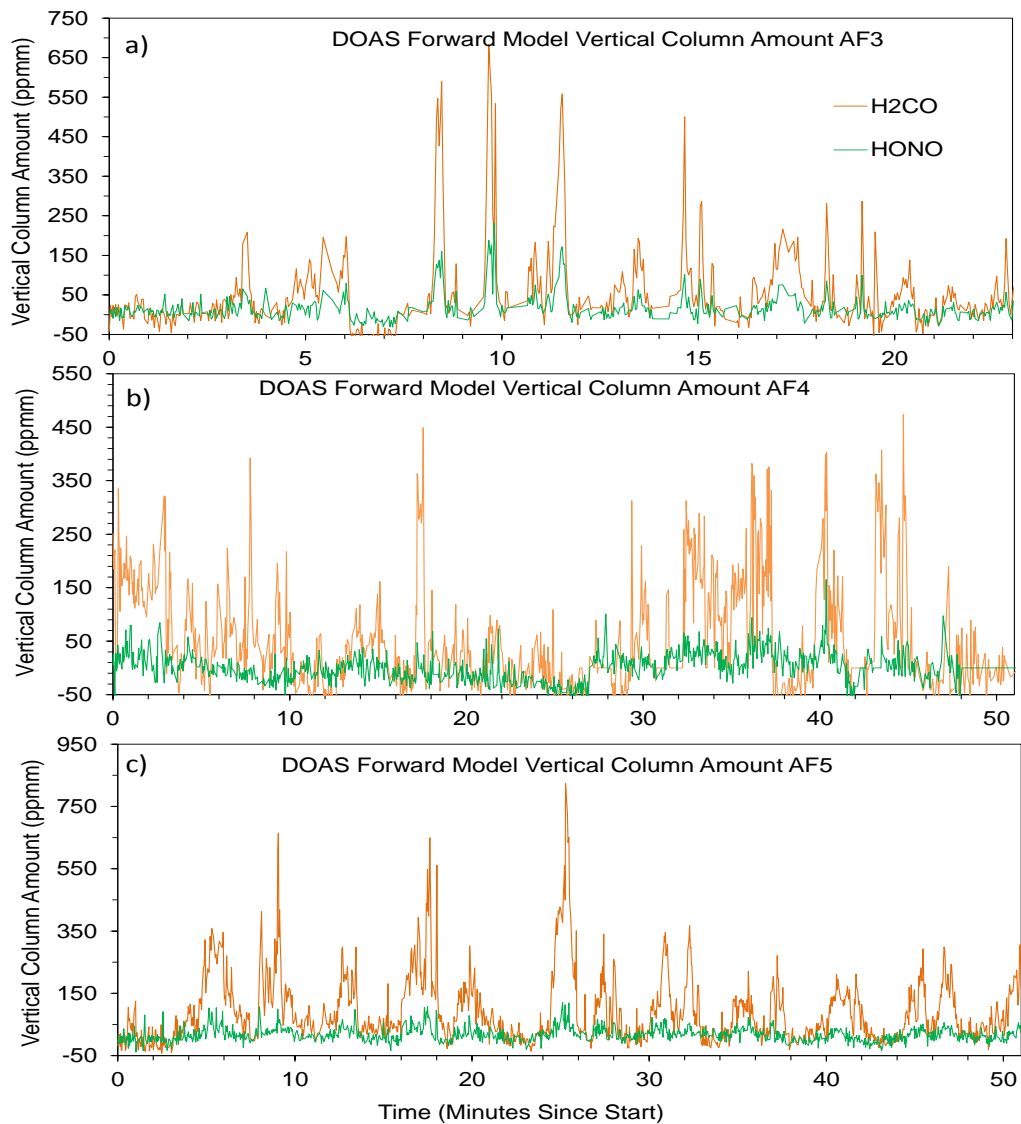 a)
DOAS Forward Model Vertical Column Amount AF3
Vertical Column Amount (ppmm)
750
650
550
450
350
250
150
50
-50
H2CO
HONO
0 5 10 15 20
b)
DOAS Forward Model Vertical Column Amount AF4
Vertical Column Amount (ppmm)
550
450
350
250
150
50
-50
0 10 20 30 40 50
c)
DOAS Forward Model Vertical Column Amount AF5
Vertical Column Amount (ppmm)
950
750
550
350
150
-50
0 10 20 30 40 50
Time (Minutes Since Start)